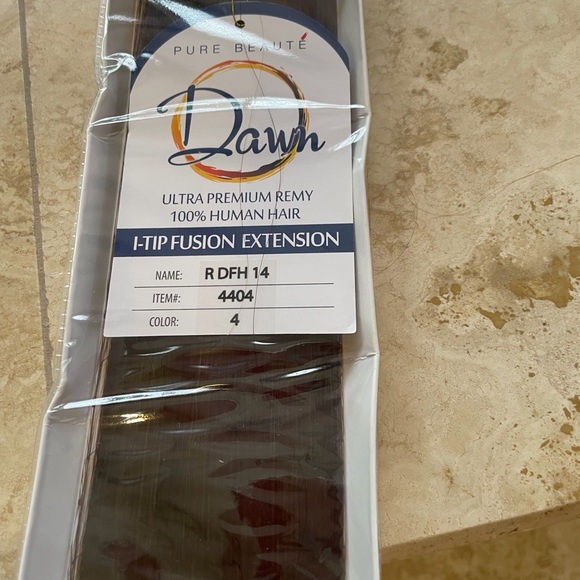 PURE BEAUTÉ
Dawn
ULTRA PREMIUM REMY
100% HUMAN HAIR
I-TIP FUSION EXTENSION
NAME: R DFH 14
ITEM#: 4404
COLOR: 4